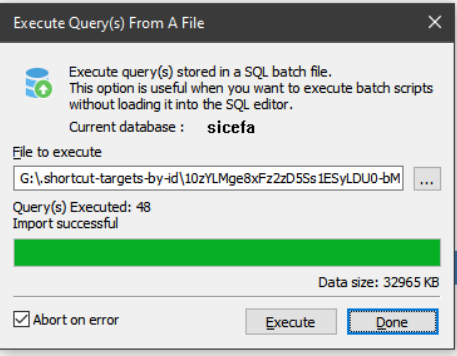 Execute Query(s) From A File
Execute query(s) stored in a SQL batch file.
This option is useful when you want to execute batch scripts
without loading it into the SQL editor.
Current database : sicefa
File to execute
G:\.shortcut-targets-by-id\10zYLMge8xFz2zD5Ss1ESyLDU0-bM
...
Query(s) Executed: 48
Import successful
Data size: 32965 KB
Abort on error
Execute
Done